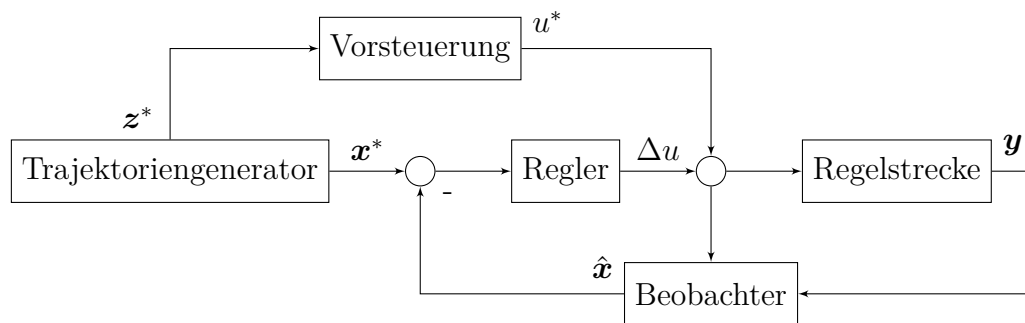 Vorsteuerung
u*
z*
Trajektoriengenerator
x*
-
Regler
Δu
Regelstrecke
y
x̂
Beobachter